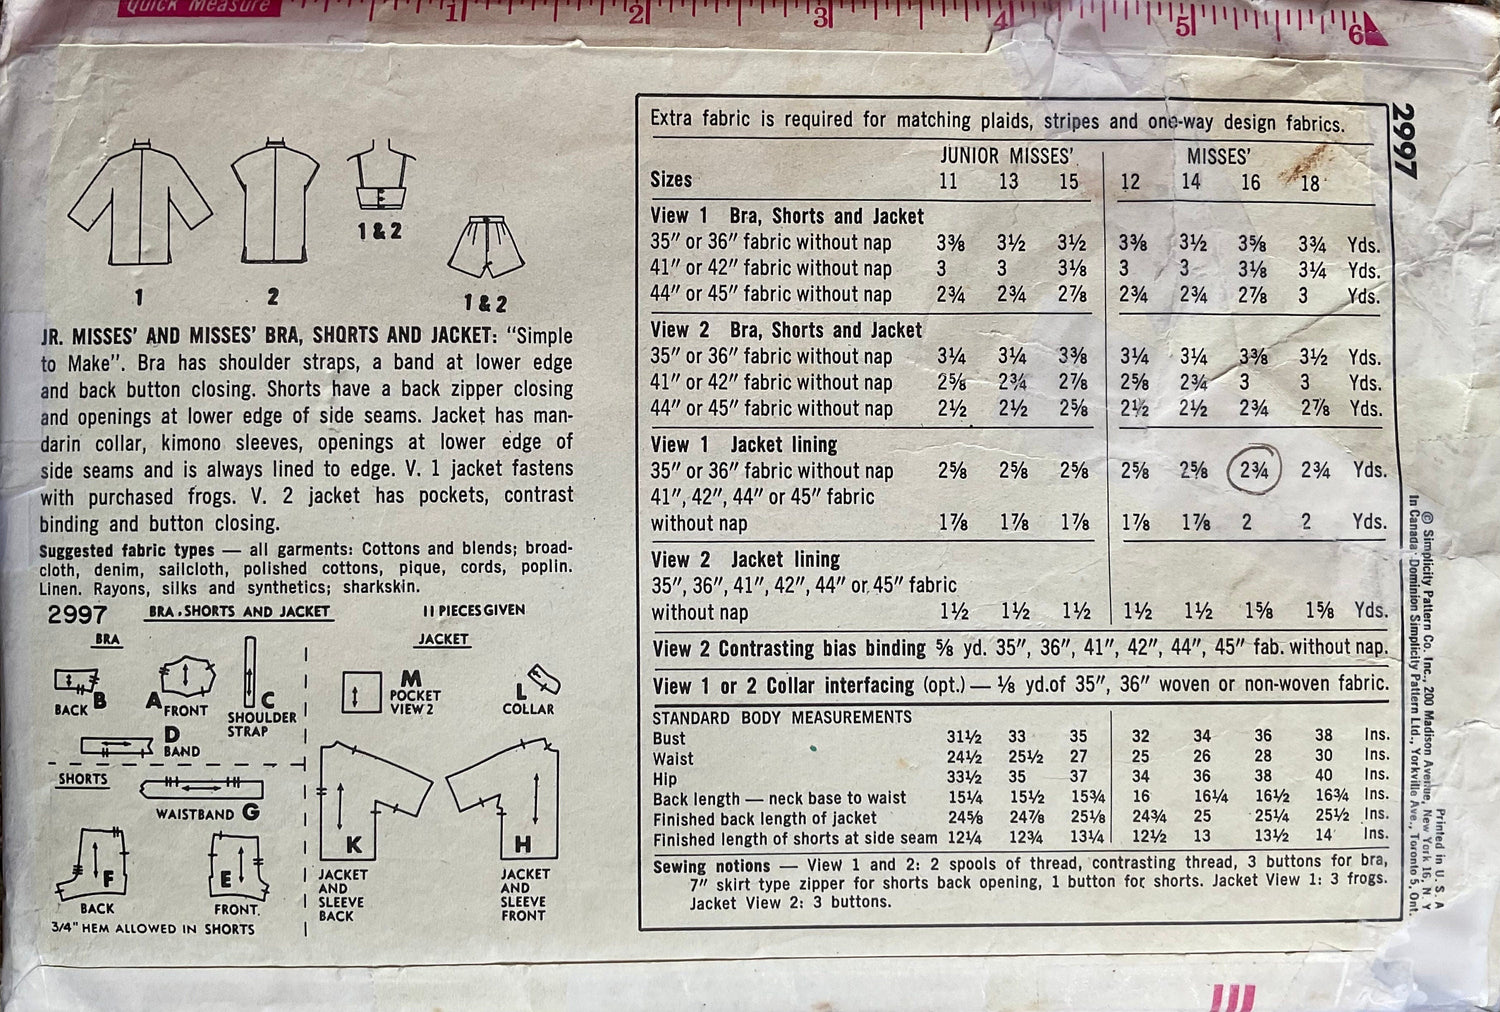 Quick Measure
1 2 3 4 5 6
2997
1
2
1 & 2
1 & 2
JR. MISSES' AND MISSES' BRA, SHORTS AND JACKET: "Simple
to Make". Bra has shoulder straps, a band at lower edge
and back button closing. Shorts have a back zipper closing
and openings at lower edge of side seams. Jacket has man-
darin collar, kimono sleeves, openings at lower edge of
side seams and is always lined to edge. V. 1 jacket fastens
with purchased frogs. V. 2 jacket has pockets, contrast
binding and button closing.
Suggested fabric types — all garments: Cottons and blends; broad-
cloth, denim, sailcloth, polished cottons, pique, cords, poplin.
Linen. Rayons, silks and synthetics; sharkskin.
2997 BRA, SHORTS AND JACKET 11 PIECES GIVEN
BRA
BACK B
A FRONT
C
SHOULDER
STRAP
D
BAND
SHORTS
WAISTBAND G
F
BACK
E
FRONT.
3/4" HEM ALLOWED IN SHORTS
JACKET
M
POCKET
VIEW 2
L
COLLAR
K
JACKET
AND
SLEEVE
BACK
H
JACKET
AND
SLEEVE
FRONT
Extra fabric is required for matching plaids, stripes and one-way design fabrics.
JUNIOR MISSES' MISSES'
Sizes 11 13 15 12 14 16 18
View 1 Bra, Shorts and Jacket
35" or 36" fabric without nap 3⅜ 3½ 3½ 3⅜ 3½ 3⅝ 3¾ Yds.
41" or 42" fabric without nap 3 3 3⅛ 3 3 3⅛ 3¼ Yds.
44" or 45" fabric without nap 2¾ 2¾ 2⅞ 2¾ 2¾ 2⅞ 3 Yds.
View 2 Bra, Shorts and Jacket
35" or 36" fabric without nap 3¼ 3¼ 3⅜ 3¼ 3¼ 3⅜ 3½ Yds.
41" or 42" fabric without nap 2⅝ 2¾ 2⅞ 2⅝ 2¾ 3 3 Yds.
44" or 45" fabric without nap 2½ 2½ 2⅝ 2½ 2½ 2¾ 2⅞ Yds.
View 1 Jacket lining
35" or 36" fabric without nap 2⅝ 2⅝ 2⅝ 2⅝ 2⅝ 2¾ 2¾ Yds.
41", 42", 44" or 45" fabric
without nap 1⅞ 1⅞ 1⅞ 1⅞ 1⅞ 2 2 Yds.
View 2 Jacket lining
35", 36", 41", 42", 44" or 45" fabric
without nap 1½ 1½ 1½ 1½ 1½ 1⅝ 1⅝ Yds.
View 2 Contrasting bias binding ⅝ yd. 35", 36", 41", 42", 44", 45" fab. without nap.
View 1 or 2 Collar interfacing (opt.) — ⅛ yd. of 35", 36" woven or non-woven fabric.
STANDARD BODY MEASUREMENTS
Bust 31½ 33 35 32 34 36 38 Ins.
Waist 24½ 25½ 27 25 26 28 30 Ins.
Hip 33½ 35 37 34 36 38 40 Ins.
Back length — neck base to waist 15¼ 15½ 15¾ 16 16¼ 16½ 16¾ Ins.
Finished back length of jacket 24⅝ 24⅞ 25⅛ 24¾ 25 25¼ 25½ Ins.
Finished length of shorts at side seam 12¼ 12¾ 13¼ 12½ 13 13½ 14 Ins.
Sewing notions — View 1 and 2: 2 spools of thread, contrasting thread, 3 buttons for bra,
7" skirt type zipper for shorts back opening, 1 button for shorts. Jacket View 1: 3 frogs.
Jacket View 2: 3 buttons.
Printed in U. S. A
© Simplicity Pattern Co. Inc., 200 Madison Avenue, New York 16, N. Y
In Canada: Dominion Simplicity Pattern Ltd., Yorkville Ave., Toronto 5, Ont.